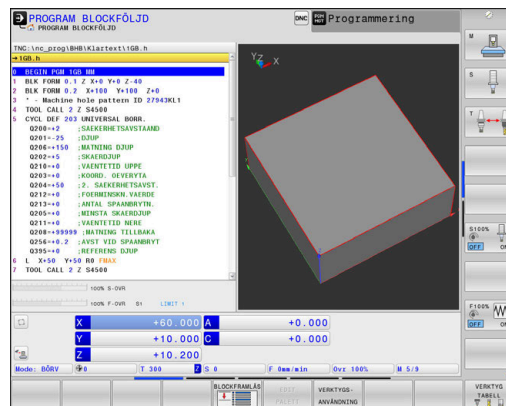 PROGRAM BLOCKFÖLJD
PROGRAM BLOCKFÖLJD
DNC
Programmering
TNC:\nc_prog\BHB\Klartext\1GB.h
→1GB.h
0 BEGIN PGM 1GB MM
1 BLK FORM 0.1 Z X+0 Y+0 Z-40
2 BLK FORM 0.2 X+100 Y+100 Z+0
3 * - Machine hole pattern ID 27943KL1
4 TOOL CALL 2 Z S4500
5 CYCL DEF 203 UNIVERSAL BORR.
Q200=+2 ;SAEKERHETSAVSTAAND
Q201=-25 ;DJUP
Q206=+150 ;MATNING DJUP
Q202=+5 ;SKAERDJUP
Q210=+0 ;VAENTETID UPPE
Q203=+0 ;KOORD. OEVERYTA
Q204=+50 ;2. SAEKERHETSAVST.
Q212=+0 ;FOERMINSKN.VAERDE
Q213=+0 ;ANTAL SPAANBRYTN.
Q205=+0 ;MINSTA SKAERDJUP
Q211=+0 ;VAENTETID NERE
Q208=+99999 ;MATNING TILLBAKA
Q256=+0.2 ;AVST VID SPAANBRYT
Q395=+0 ;REFERENS DJUP
6 L X+50 Y+50 R0 FMAX
7 TOOL CALL 2 Z S4500
100% S-OVR
100% F-OVR S1 LIMIT 1
Y Z X
X +60.000 A +0.000
Y +10.000 C +0.000
Z +10.200
Mode: BÖRV 0 T 300 Z S 0 F 0mm/min Ovr 100% M 5/9
M
S
T
S100%
OFF
F100% W
OFF
BLOCKFRAMLÄS
VERKTYGS-
ANVÄNDNING
VERKTYG
TABELL